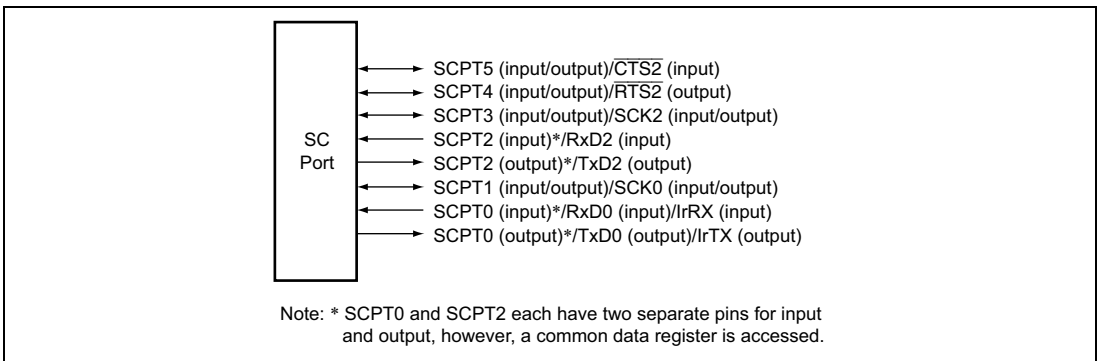 SC
Port
SCPT5 (input/output)/C̅T̅S̅2̅ (input)
SCPT4 (input/output)/R̅T̅S̅2̅ (output)
SCPT3 (input/output)/SCK2 (input/output)
SCPT2 (input)*/RxD2 (input)
SCPT2 (output)*/TxD2 (output)
SCPT1 (input/output)/SCK0 (input/output)
SCPT0 (input)*/RxD0 (input)/IrRX (input)
SCPT0 (output)*/TxD0 (output)/IrTX (output)
Note: * SCPT0 and SCPT2 each have two separate pins for input
and output, however, a common data register is accessed.